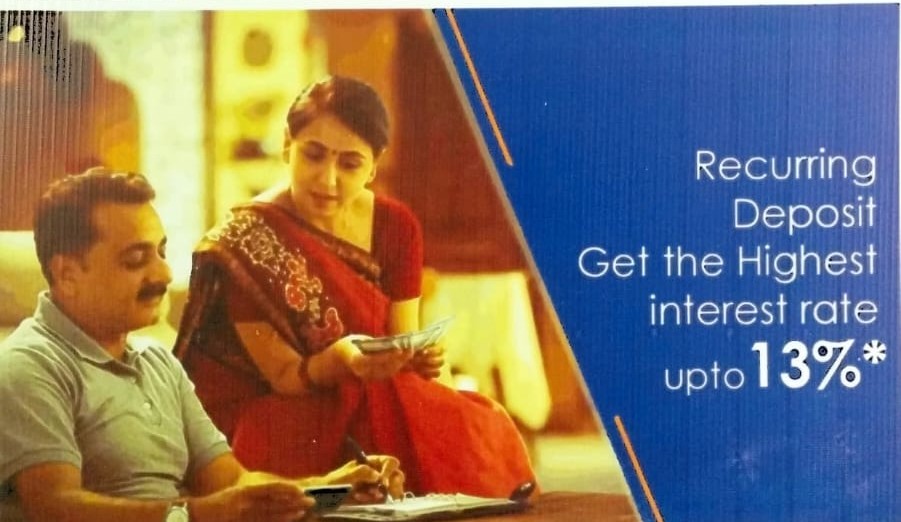 Recurring
Deposit
Get the Highest
interest rate
upto 13%*